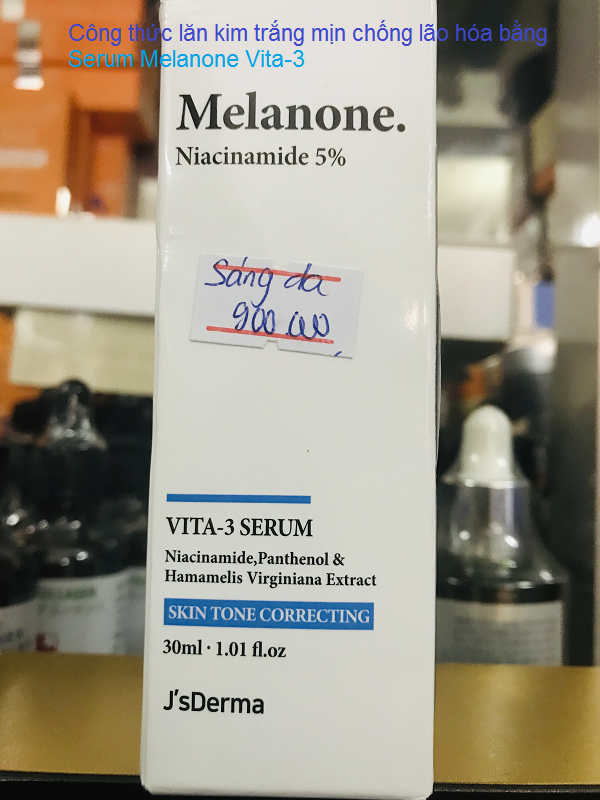 Công thức lăn kim trắng mịn chống lão hóa bằng
Serum Melanone Vita-3
Melanone.
Niacinamide 5%
Sáng da
900.000
VITA-3 SERUM
Niacinamide,Panthenol &
Hamamelis Virginiana Extract
SKIN TONE CORRECTING
30ml · 1.01 fl.oz
J'sDerma